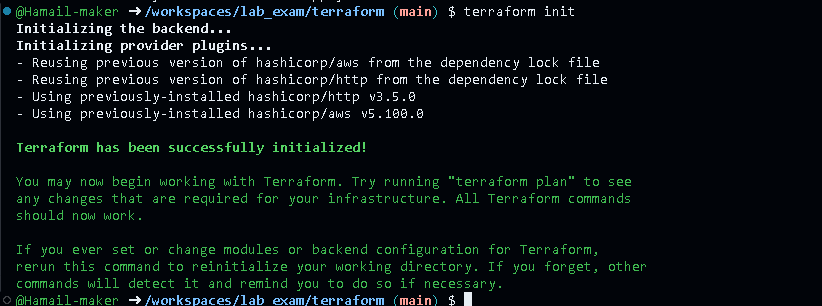 @Hamail-maker ➜/workspaces/lab_exam/terraform (main) $ terraform init
Initializing the backend...
Initializing provider plugins...
- Reusing previous version of hashicorp/aws from the dependency lock file
- Reusing previous version of hashicorp/http from the dependency lock file
- Using previously-installed hashicorp/http v3.5.0
- Using previously-installed hashicorp/aws v5.100.0
Terraform has been successfully initialized!
You may now begin working with Terraform. Try running "terraform plan" to see
any changes that are required for your infrastructure. All Terraform commands
should now work.
If you ever set or change modules or backend configuration for Terraform,
rerun this command to reinitialize your working directory. If you forget, other
commands will detect it and remind you to do so if necessary.
@Hamail-maker ➜/workspaces/lab_exam/terraform (main) $